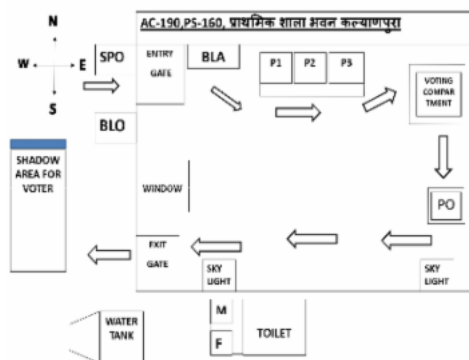 AC-190,PS-160, प्राथमिक शाला भवन कल्याणपुरा
N
W
E
S
SPO
ENTRY
GATE
BLA
P1
P2
P3
VOTING
COMPAR
TMENT
BLO
SHADOW
AREA FOR
VOTER
WINDOW
PO
EXIT
GATE
SKY
LIGHT
SKY
LIGHT
WATER
TANK
M
F
TOILET